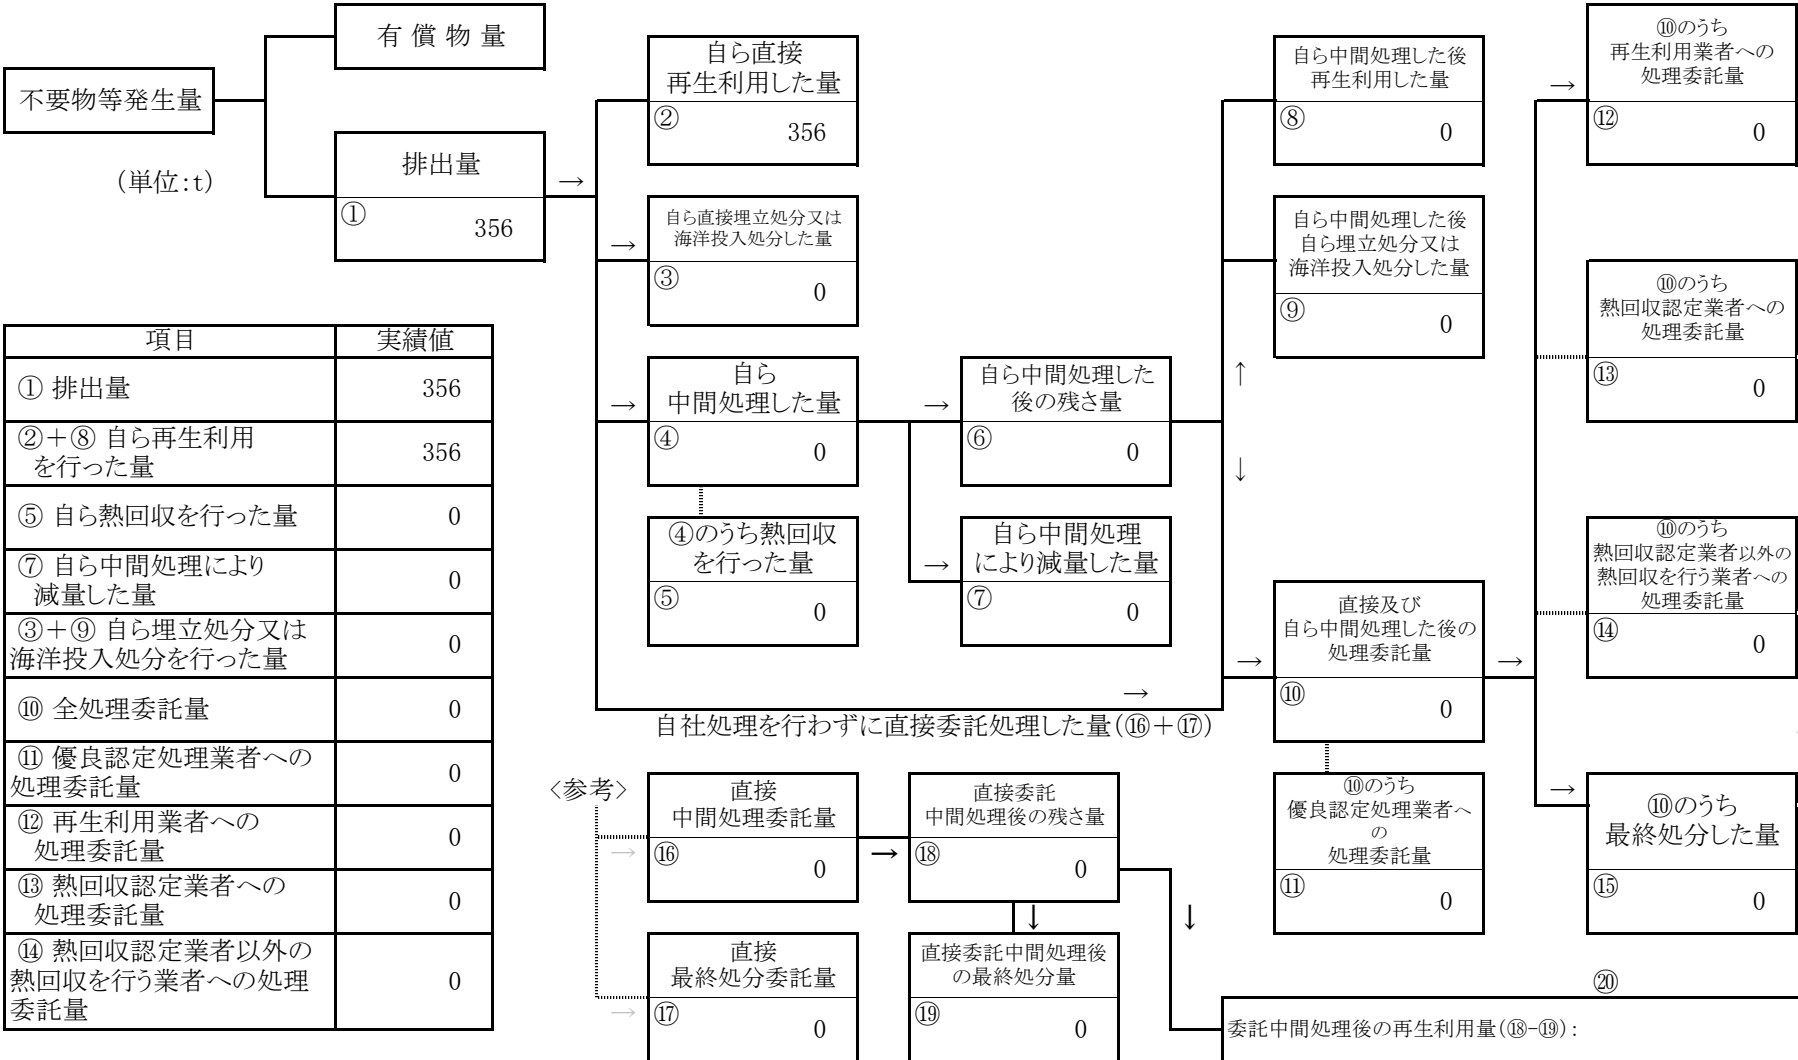 有償物量
不要物等発生量
(単位:t)
排出量
①
356
→
自ら直接
再生利用した量
②
356
→
自ら直接埋立処分又は
海洋投入処分した量
③
0
→
自ら
中間処理した量
④
0
④のうち熱回収
を行った量
⑤
0
→
自ら中間処理した
後の残さ量
⑥
0
→
自ら中間処理
により減量した量
⑦
0
自ら中間処理した後
再生利用した量
⑧
0
自ら中間処理した後
自ら埋立処分又は
海洋投入処分した量
⑨
0
↑
↓
→
自社処理を行わずに直接委託処理した量(⑯+⑰)
→
直接及び
自ら中間処理した後の
処理委託量
⑩
0
→
⑩のうち
優良認定処理業者へ
の
処理委託量
⑪
0
→
⑩のうち
再生利用業者への
処理委託量
⑫
0
⑩のうち
熱回収認定業者への
処理委託量
⑬
0
⑩のうち
熱回収認定業者以外の
熱回収を行う業者への
処理委託量
⑭
0
→
⑩のうち
最終処分した量
⑮
0
項目 実績値
① 排出量 356
②+⑧ 自ら再生利用
を行った量 356
⑤ 自ら熱回収を行った量 0
⑦ 自ら中間処理により
減量した量 0
③+⑨ 自ら埋立処分又は
海洋投入処分を行った量 0
⑩ 全処理委託量 0
⑪ 優良認定処理業者への
処理委託量 0
⑫ 再生利用業者への
処理委託量 0
⑬ 熱回収認定業者への
処理委託量 0
⑭ 熱回収認定業者以外の
熱回収を行う業者への処理
委託量 0
〈参考〉
→
直接
中間処理委託量
⑯
0
→
直接委託
中間処理後の残さ量
⑱
0
↓
↓
→
直接
最終処分委託量
⑰
0
直接委託中間処理後
の最終処分量
⑲
0
⑳
委託中間処理後の再生利用量(⑱-⑲):